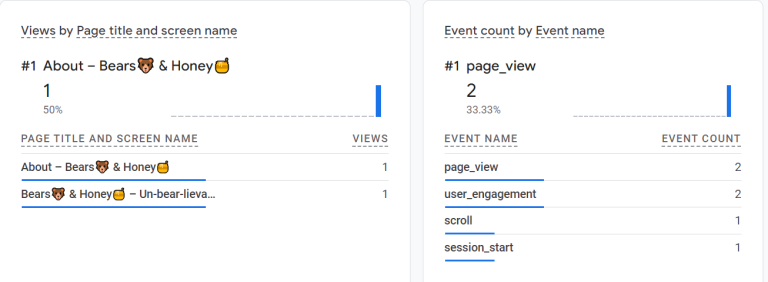 Views by Page title and screen name
#1 About – Bears🐻 & Honey🍯
1
50%
PAGE TITLE AND SCREEN NAME VIEWS
About – Bears🐻 & Honey🍯 1
Bears🐻 & Honey🍯 – Un-bear-lieva... 1
Event count by Event name
#1 page_view
2
33.33%
EVENT NAME EVENT COUNT
page_view 2
user_engagement 2
scroll 1
session_start 1